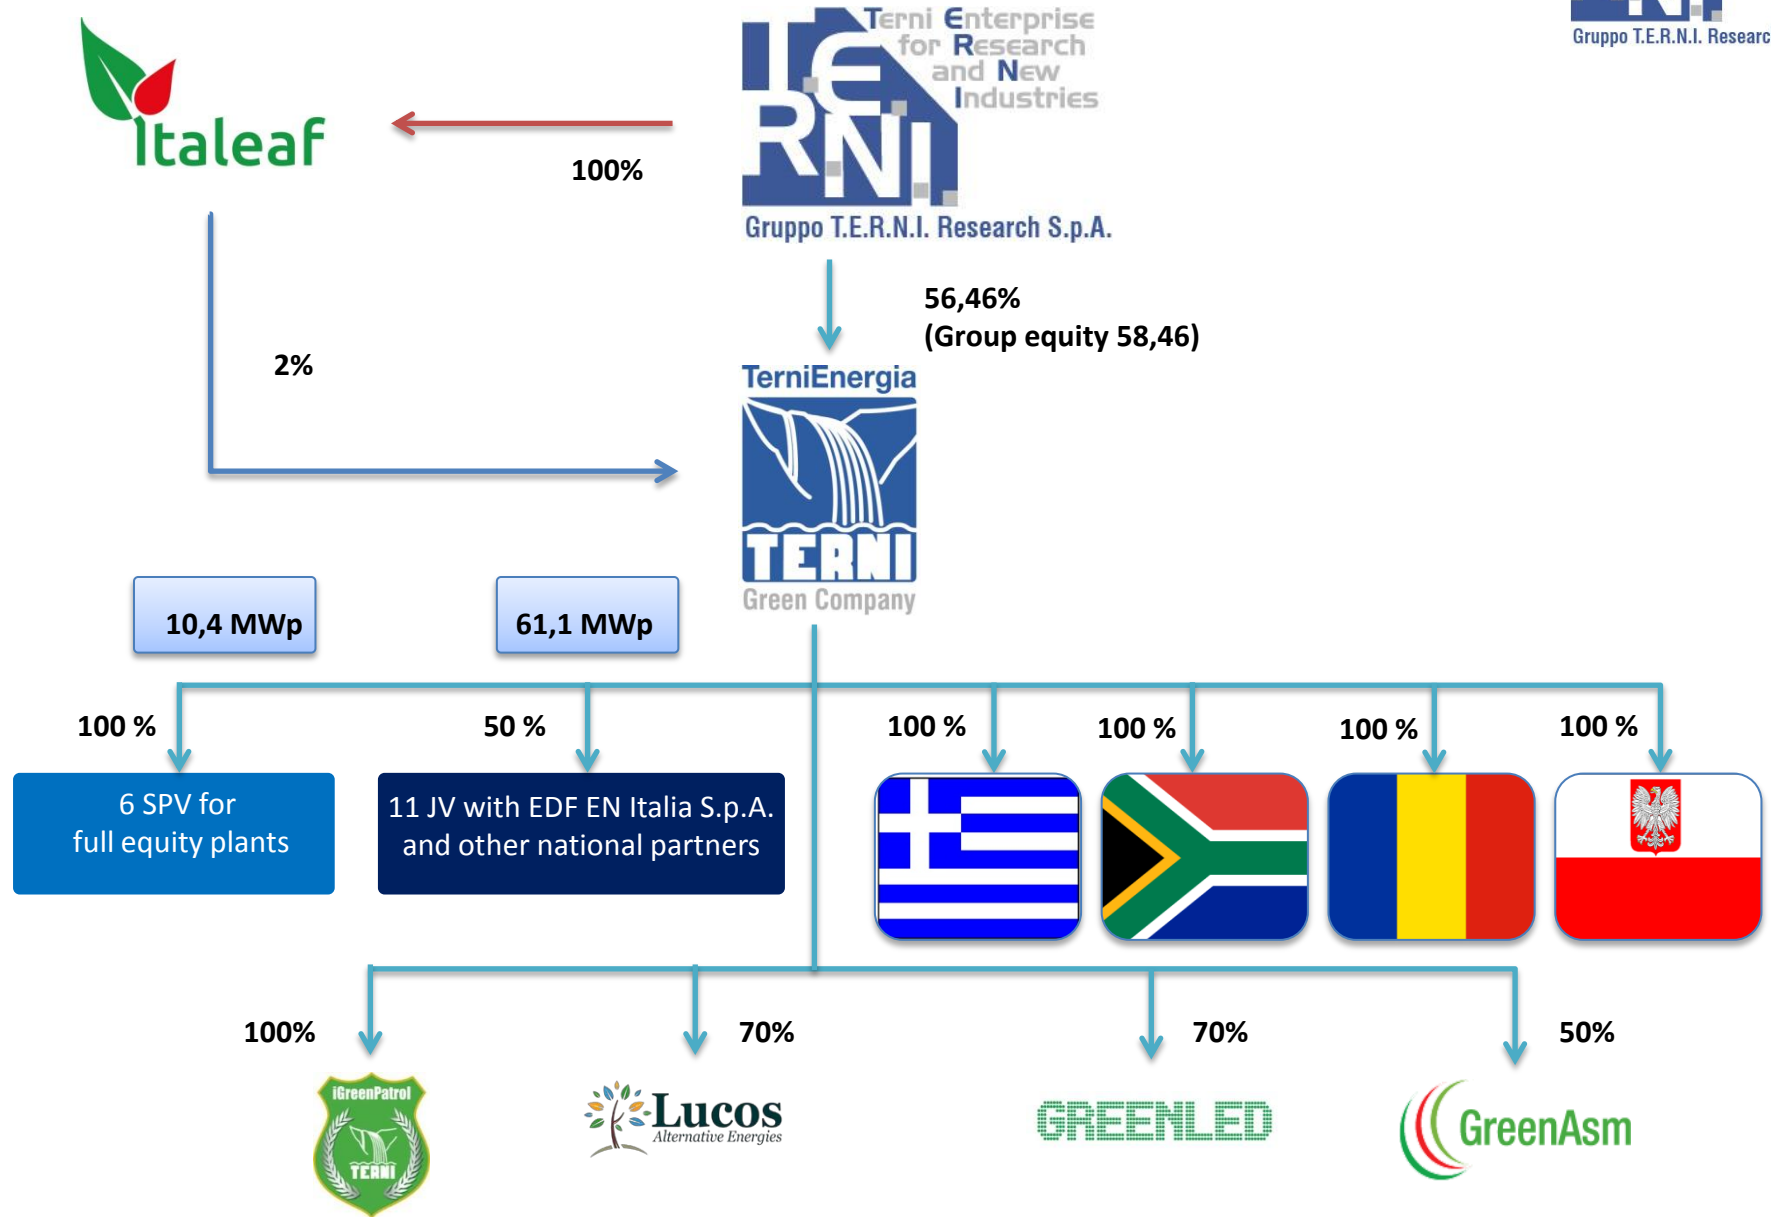 Terni Enterprise
for Research
and New
Industries
T.E.
R.N.I.
Gruppo T.E.R.N.I. Research S.p.A.
Gruppo T.E.R.N.I. Researc
italeaf
100%
56,46%
(Group equity 58,46)
2%
TerniEnergia
TERNI
Green Company
10,4 MWp
61,1 MWp
100 %
50 %
100 %
100 %
100 %
100 %
6 SPV for
full equity plants
11 JV with EDF EN Italia S.p.A.
and other national partners
100%
70%
70%
50%
iGreenPatrol
TERNI
Lucos
Alternative Energies
GREENLED
GreenAsm